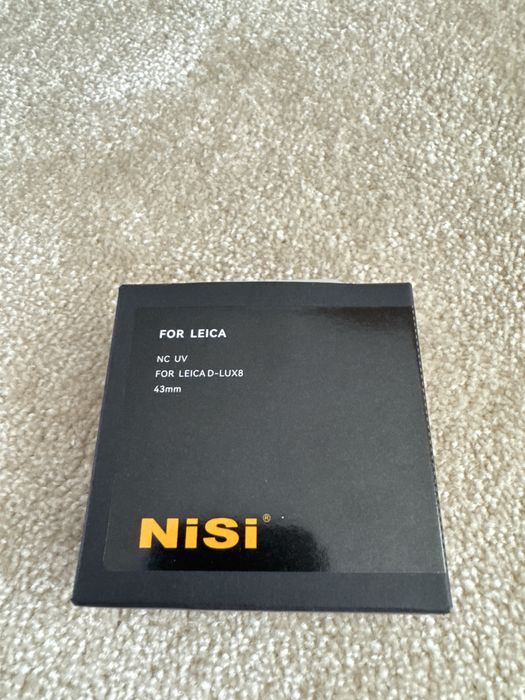 FOR LEICA
NC UV
FOR LEICA D-LUX8
43mm
NiSi®